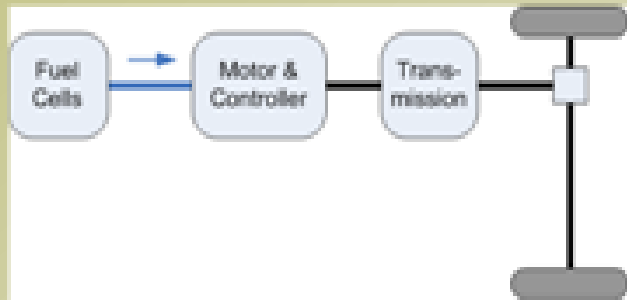 Fuel
Cells
Motor &
Controller
Trans-
mission